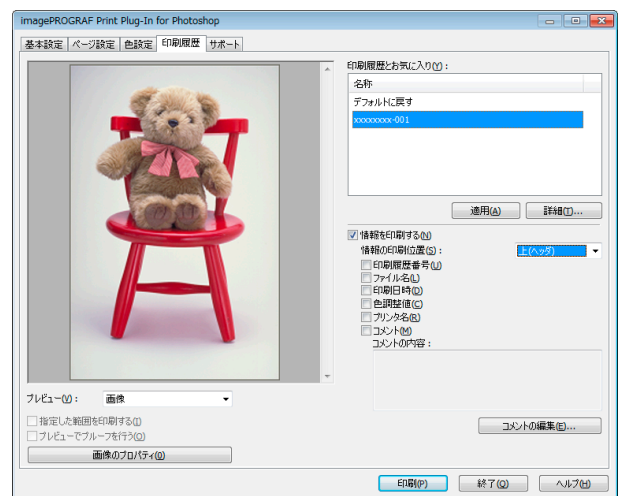 imagePROGRAF Print Plug-In for Photoshop
基本設定 ページ設定 色設定 印刷履歴 サポート
印刷履歴とお気に入り(Y):
名称
デフォルトに戻す
xxxxxxxx-001
適用(A) 詳細(T)...
情報を印刷する(N)
情報の印刷位置(S): 上(ヘッダ)
印刷履歴番号(U)
ファイル名(L)
印刷日時(D)
色調整値(C)
プリンタ名(R)
コメント(M)
コメントの内容:
プレビュー(V): 画像
指定した範囲を印刷する(I)
プレビューでプルーフを行う(O)
画像のプロパティ(0)
コメントの編集(E)...
印刷(P) 終了(Q) ヘルプ(H)